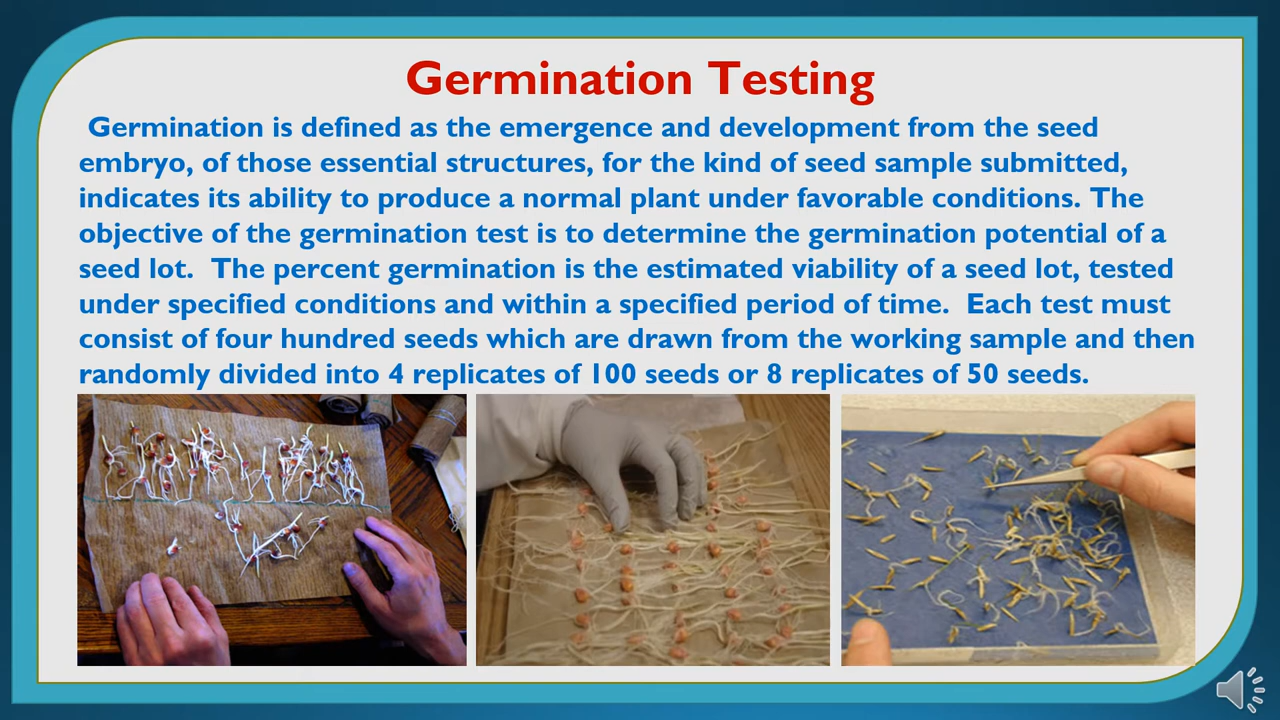 Germination Testing
Germination is defined as the emergence and development from the seed
embryo, of those essential structures, for the kind of seed sample submitted,
indicates its ability to produce a normal plant under favorable conditions. The
objective of the germination test is to determine the germination potential of a
seed lot. The percent germination is the estimated viability of a seed lot, tested
under specified conditions and within a specified period of time. Each test must
consist of four hundred seeds which are drawn from the working sample and then
randomly divided into 4 replicates of 100 seeds or 8 replicates of 50 seeds.